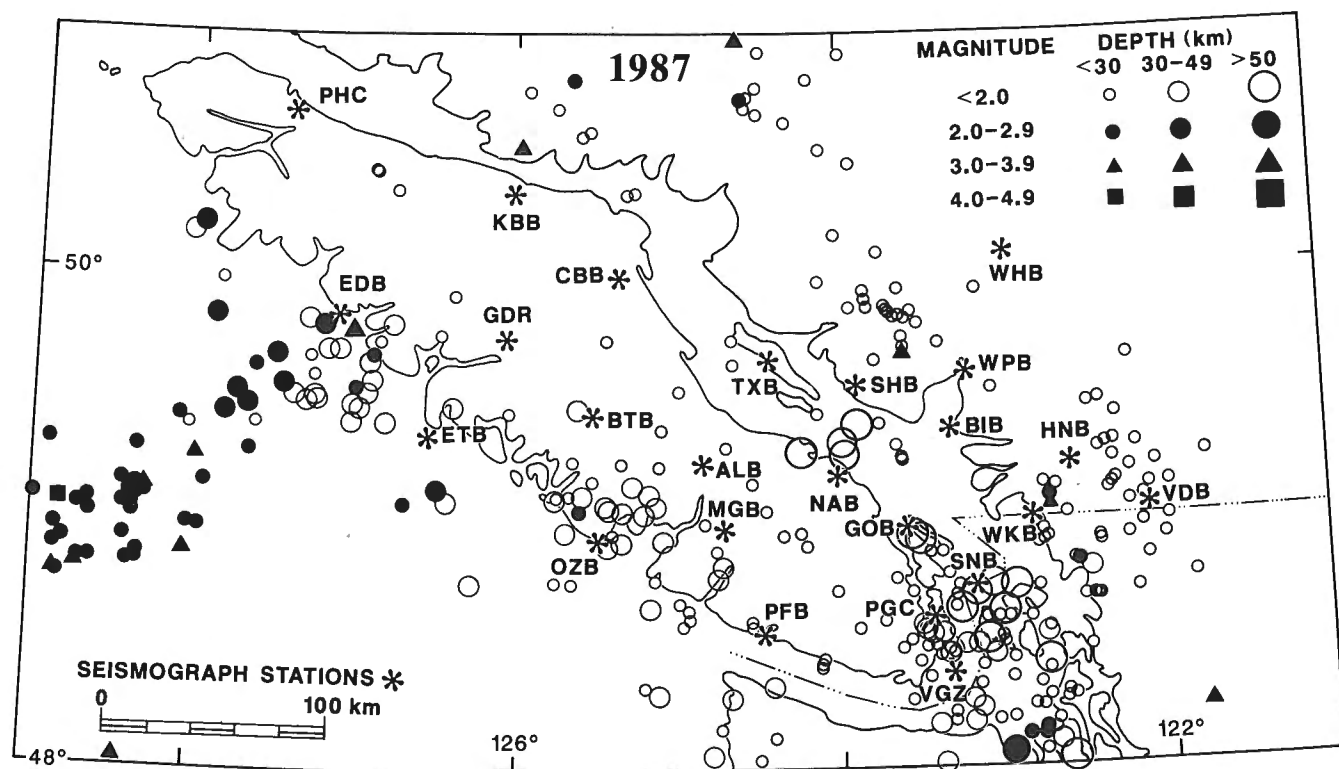 1987
MAGNITUDE
DEPTH (km)
<30 30-49 >50
<2.0
2.0-2.9
3.0-3.9
4.0-4.9
PHC
KBB
50°
WHB
CBB
EDB
GDR
WPB
TXB
SHB
BTB
BIB
HNB
ETB
ALB
VDB
NAB
MGB
GOB
WKB
OZB
SNB
PGC
PFB
SEISMOGRAPH STATIONS
VGZ
0 100 km
48°
126°
122°